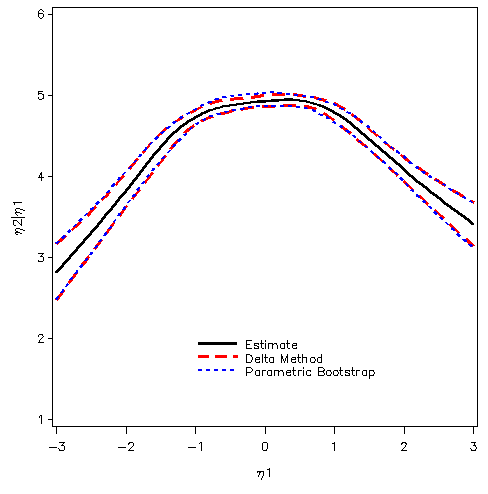 6
5
4
3
2
1
η2|η1
Estimate
Delta Method
Parametric Bootstrap
−3 −2 −1 0 1 2 3
η1